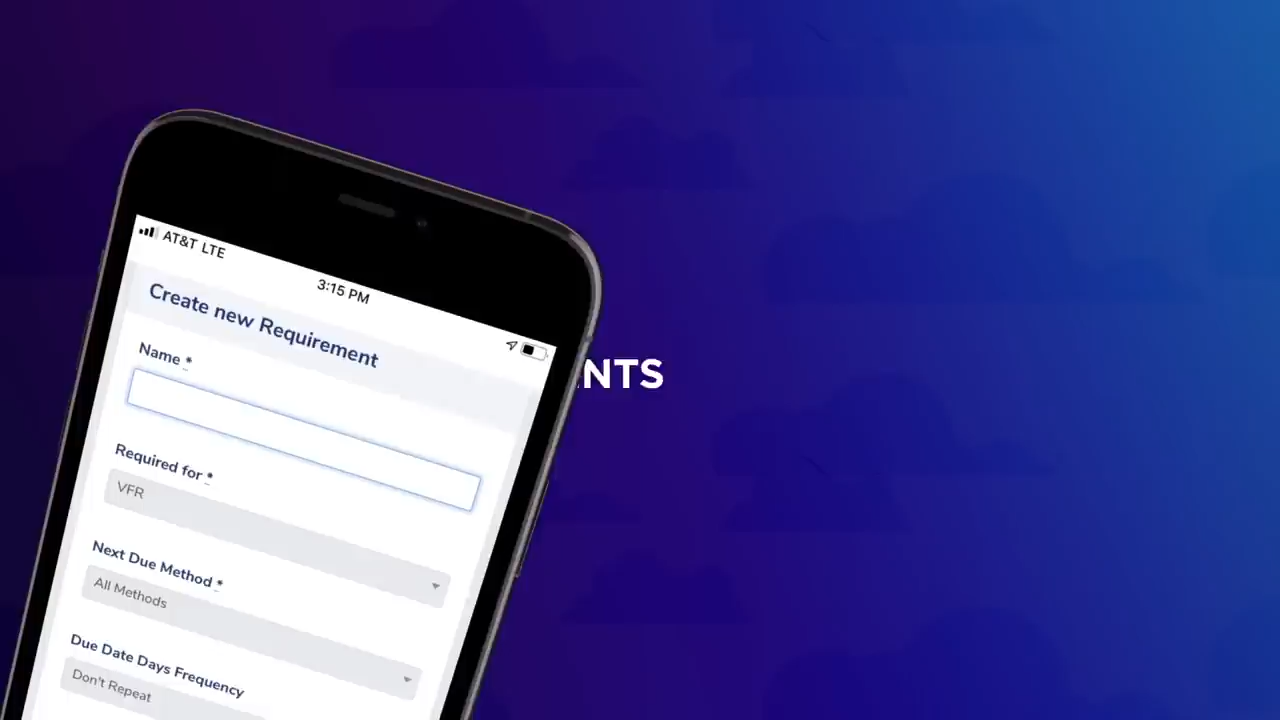 AT&T LTE
3:15 PM
Create new Requirement
Name *
NTS
Required for *
VFR
Next Due Method *
All Methods
Due Date Days Frequency
Don't Repeat